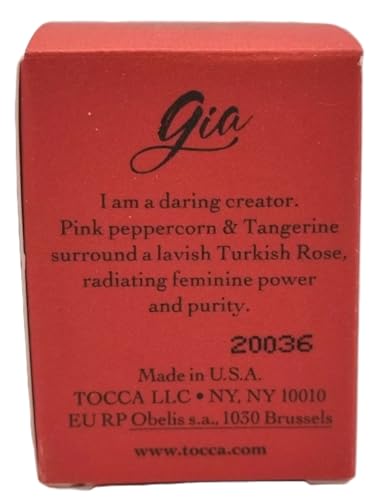 Gia
I am a daring creator.
Pink peppercorn & Tangerine
surround a lavish Turkish Rose,
radiating feminine power
and purity.
20036
Made in U.S.A.
TOCCA LLC • NY, NY 10010
EU RP Obelis s.a., 1030 Brussels
www.tocca.com